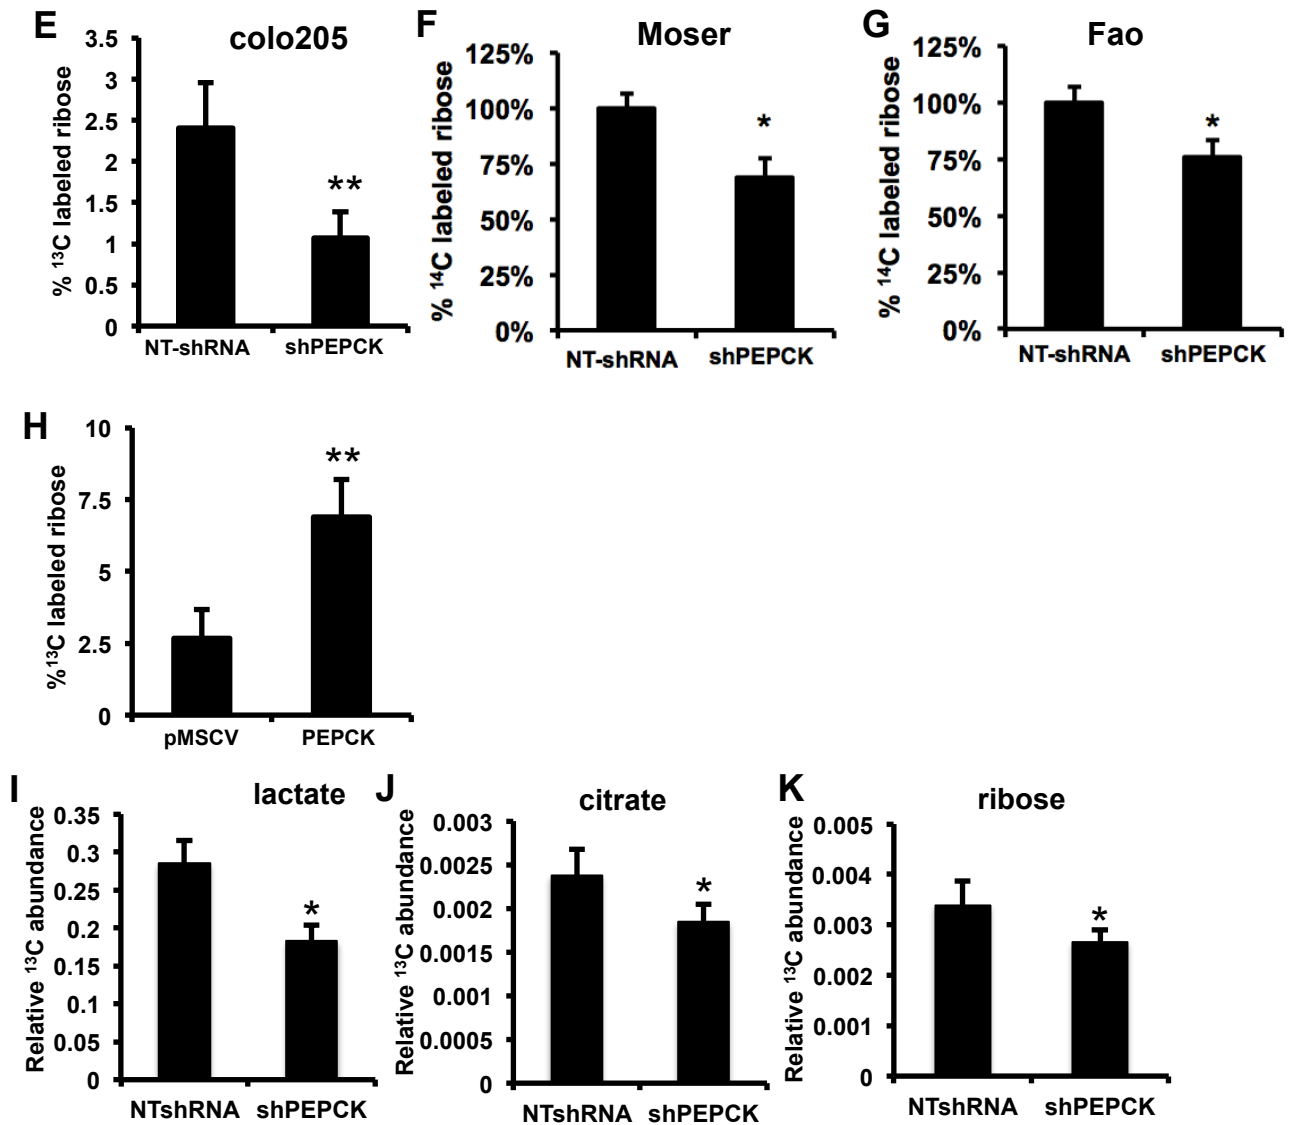 E
colo205
% ¹³C labeled ribose
3.5
3
2.5
2
1.5
1
0.5
0
**
NT-shRNA shPEPCK
F
Moser
% ¹⁴C labeled ribose
125%
100%
75%
50%
25%
0%
*
NT-shRNA shPEPCK
G
Fao
% ¹⁴C labeled ribose
125%
100%
75%
50%
25%
0%
*
NT-shRNA shPEPCK
H
%¹³C labeled ribose
10
7.5
5
2.5
0
**
pMSCV PEPCK
I
lactate
Relative ¹³C abundance
0.35
0.3
0.25
0.2
0.15
0.1
0.05
0
*
NTshRNA shPEPCK
J
citrate
Relative ¹³C abundance
0.003
0.0025
0.002
0.0015
0.001
0.0005
0
*
NTshRNA shPEPCK
K
ribose
Relative ¹³C abundance
0.005
0.004
0.003
0.002
0.001
0
*
NTshRNA shPEPCK